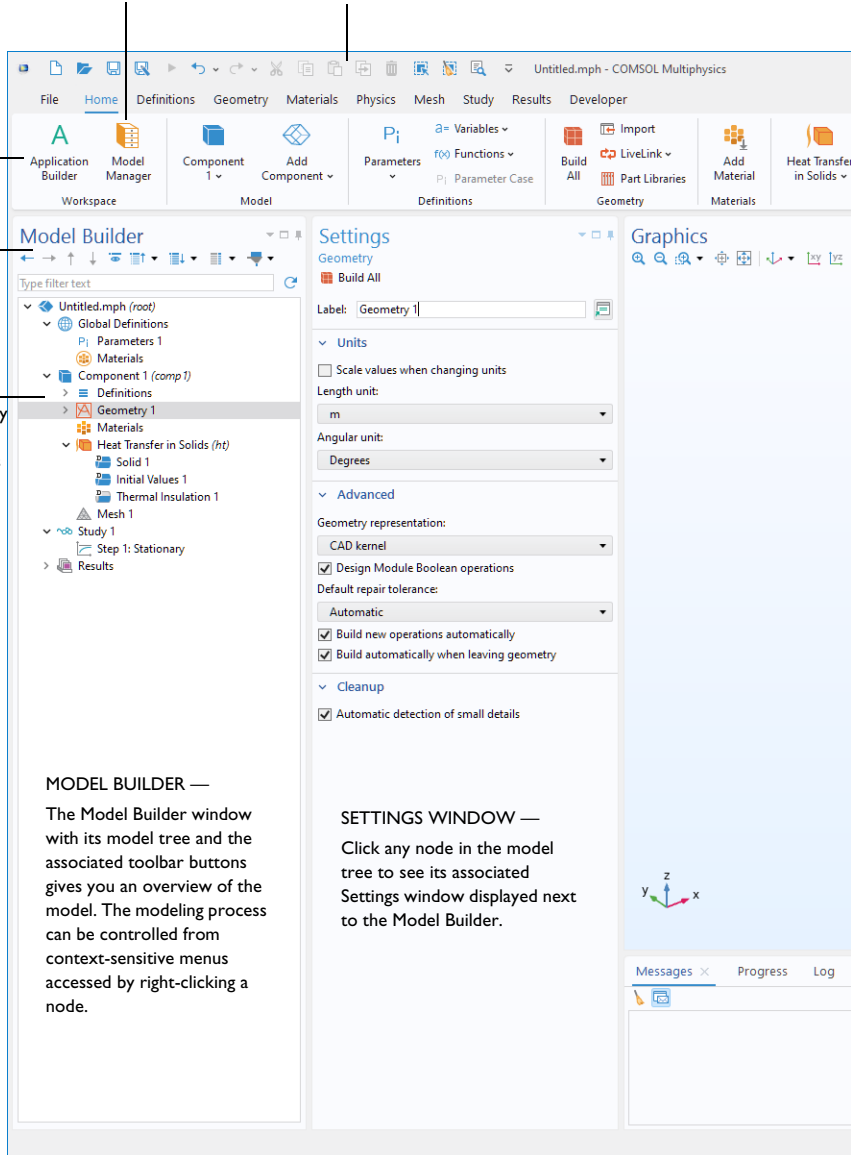 Untitled.mph - COMSOL Multiphysics
File Home Definitions Geometry Materials Physics Mesh Study Results Developer
A Pi a= Variables Import
f(x) Functions LiveLink
Application Builder Model Manager Component 1 Add Component Parameters Pi Parameter Case Build All Part Libraries Add Material Heat Transfer in Solids
Workspace Model Definitions Geometry Materials
Model Builder
Type filter text
Untitled.mph (root)
Global Definitions
Pi Parameters 1
Materials
Component 1 (comp1)
Definitions
y
Geometry 1
Materials
Heat Transfer in Solids (ht)
D Solid 1
D Initial Values 1
D Thermal Insulation 1
Mesh 1
Study 1
Step 1: Stationary
Results
MODEL BUILDER —
The Model Builder window
with its model tree and the
associated toolbar buttons
gives you an overview of the
model. The modeling process
can be controlled from
context-sensitive menus
accessed by right-clicking a
node.
Settings
Geometry
Build All
Label: Geometry 1
Units
Scale values when changing units
Length unit:
m
Angular unit:
Degrees
Advanced
Geometry representation:
CAD kernel
Design Module Boolean operations
Default repair tolerance:
Automatic
Build new operations automatically
Build automatically when leaving geometry
Cleanup
Automatic detection of small details
SETTINGS WINDOW —
Click any node in the model
tree to see its associated
Settings window displayed next
to the Model Builder.
Graphics
xy yz
z
y x
Messages Progress Log